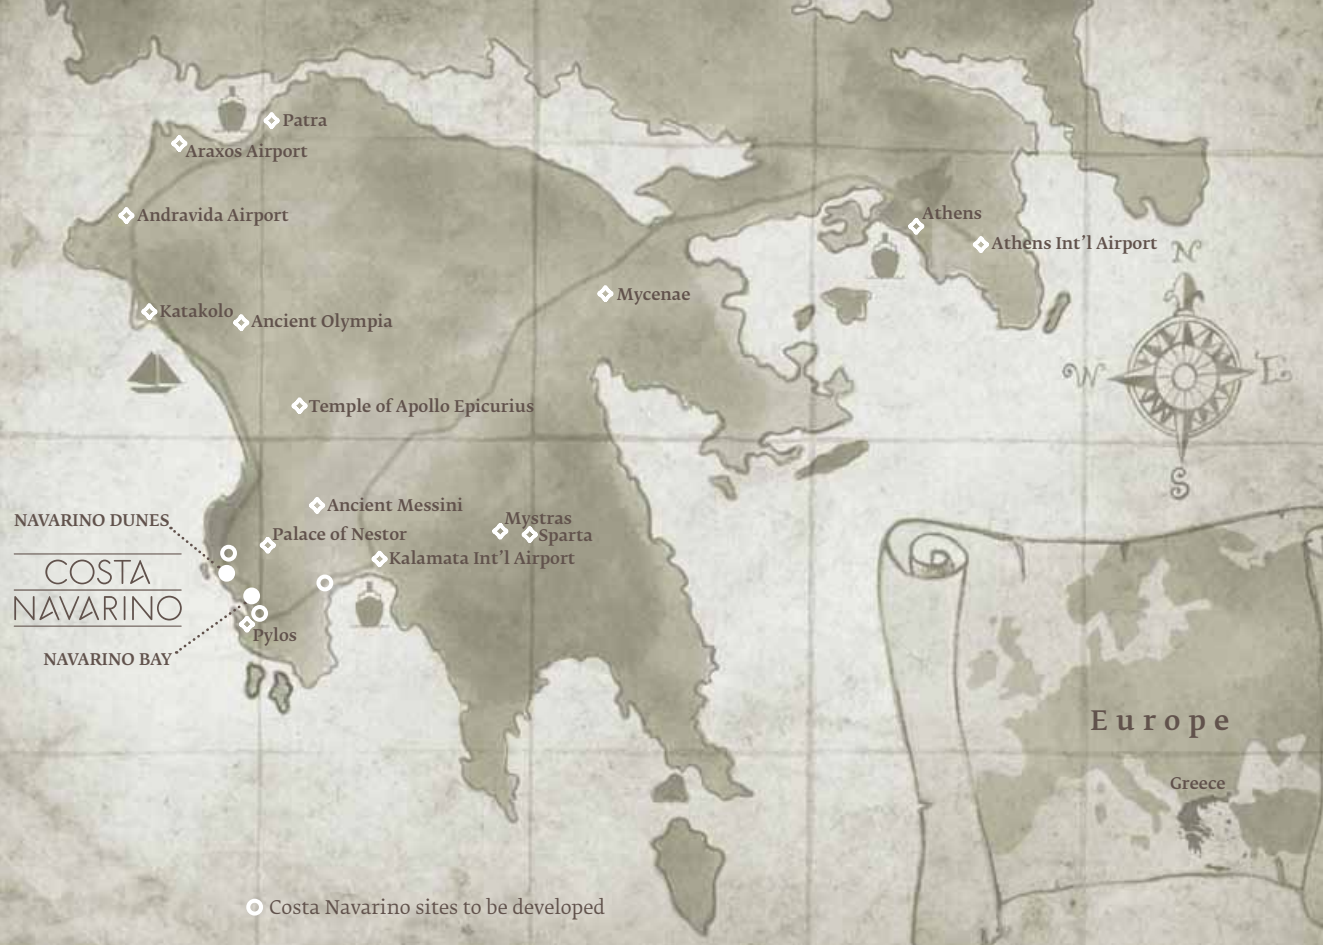 Patra
Araxos Airport
Andravida Airport
Athens
Athens Int'l Airport
N
Mycenae
Katakolo
Ancient Olympia
W
E
Temple of Apollo Epicurius
S
Ancient Messini
NAVARINO DUNES
Mystras
Palace of Nestor
Sparta
Kalamata Int'l Airport
COSTA
NAVARINO
Pylos
NAVARINO BAY
Europe
Greece
Costa Navarino sites to be developed